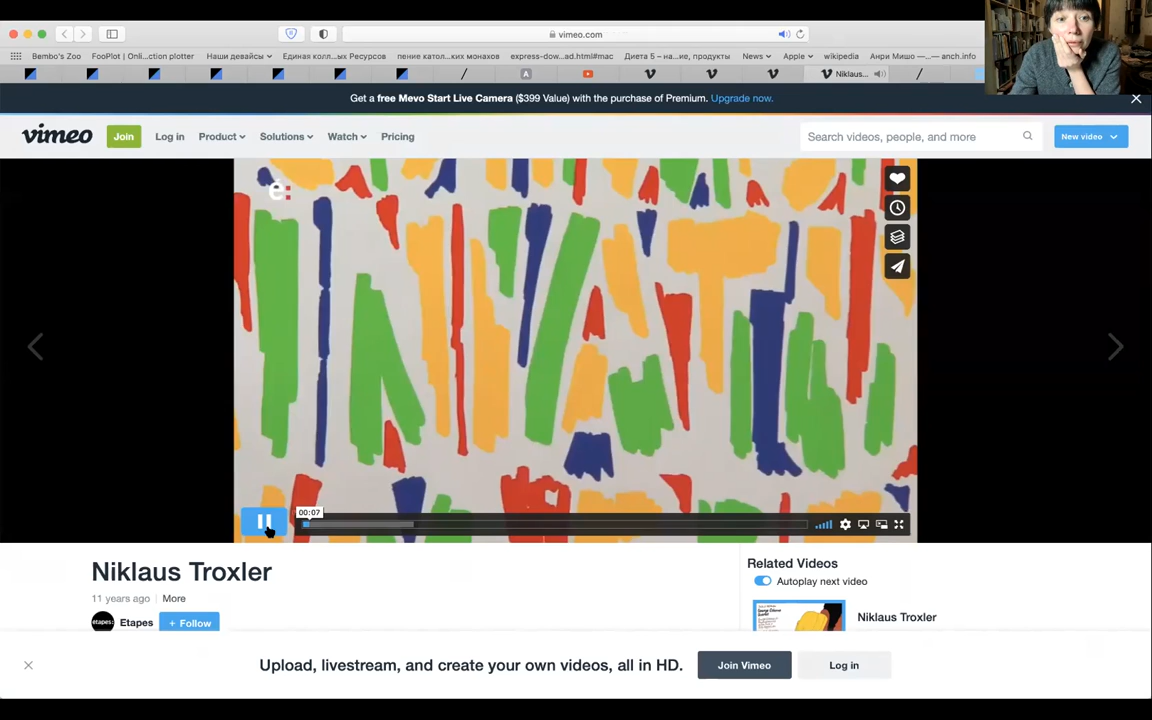 vimeo.com
Bembo's Zoo FooPlot | Onli...ction plotter Наши девайсы Единая колл...ых Ресурсов пение катол...ких монахов express-dow...ad.html#mac Диета 5 – на...ие, продукты News Apple wikipedia Анри Мишо —...— anch.info
Niklaus...
Get a free Mevo Start Live Camera ($399 Value) with the purchase of Premium. Upgrade now.
vimeo Join Log in Product Solutions Watch Pricing Search videos, people, and more New video
é:
00:07
Niklaus Troxler
11 years ago More
etapes: Etapes + Follow
Related Videos
Autoplay next video
Niklaus Troxler
Upload, livestream, and create your own videos, all in HD. Join Vimeo Log in